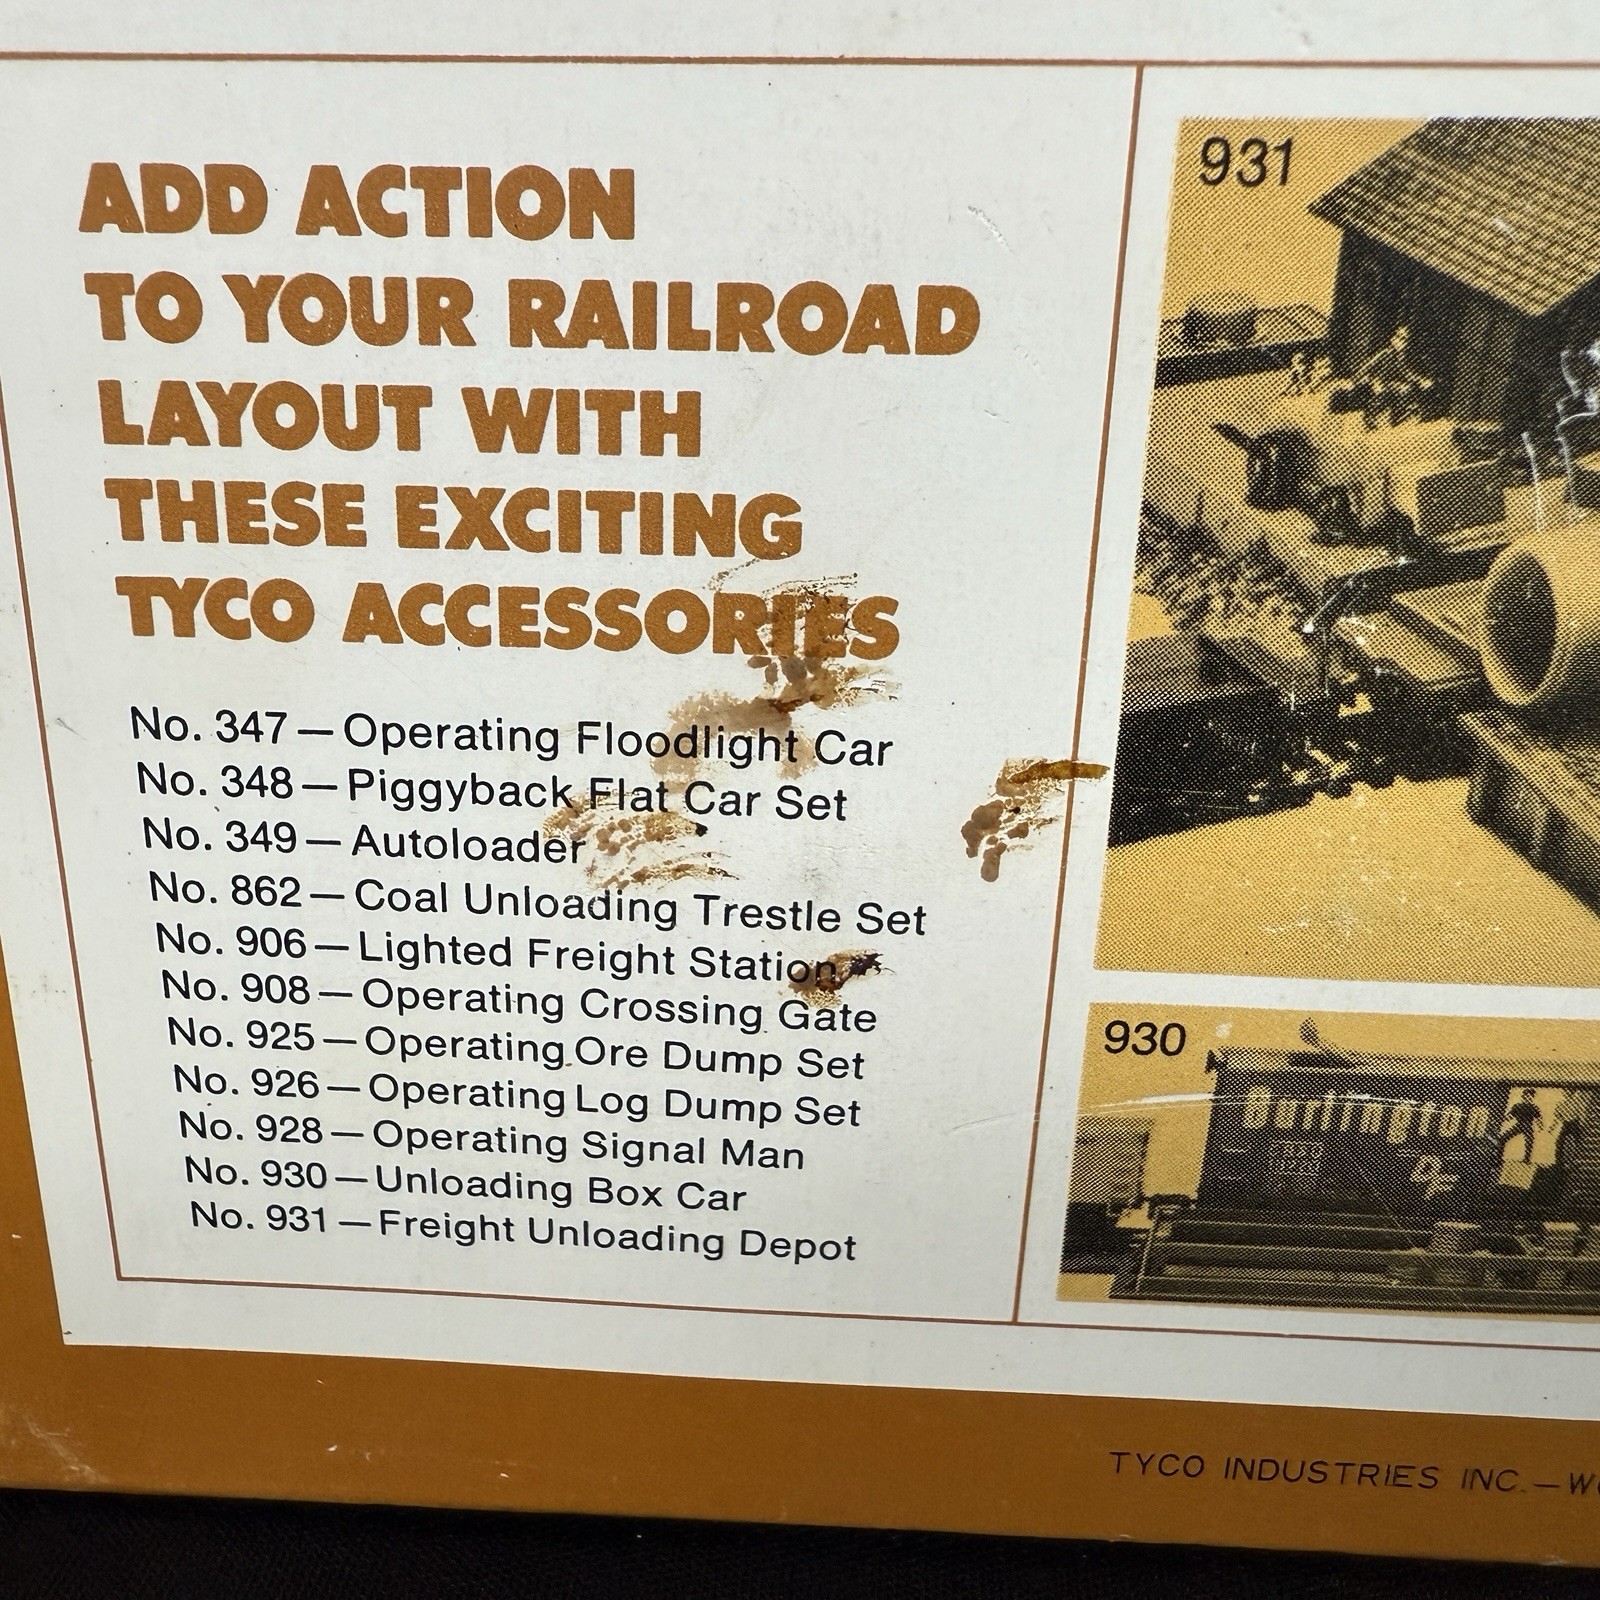 ADD ACTION
TO YOUR RAILROAD
LAYOUT WITH
THESE EXCITING
TYCO ACCESSORIES
No. 347—Operating Floodlight Car
No. 348—Piggyback Flat Car Set
No. 349—Autoloader
No. 862—Coal Unloading Trestle Set
No. 906—Lighted Freight Station
No. 908—Operating Crossing Gate
No. 925—Operating Ore Dump Set
No. 926—Operating Log Dump Set
No. 928—Operating Signal Man
No. 930—Unloading Box Car
No. 931—Freight Unloading Depot
931
930
Burlington
TYCO INDUSTRIES INC.—